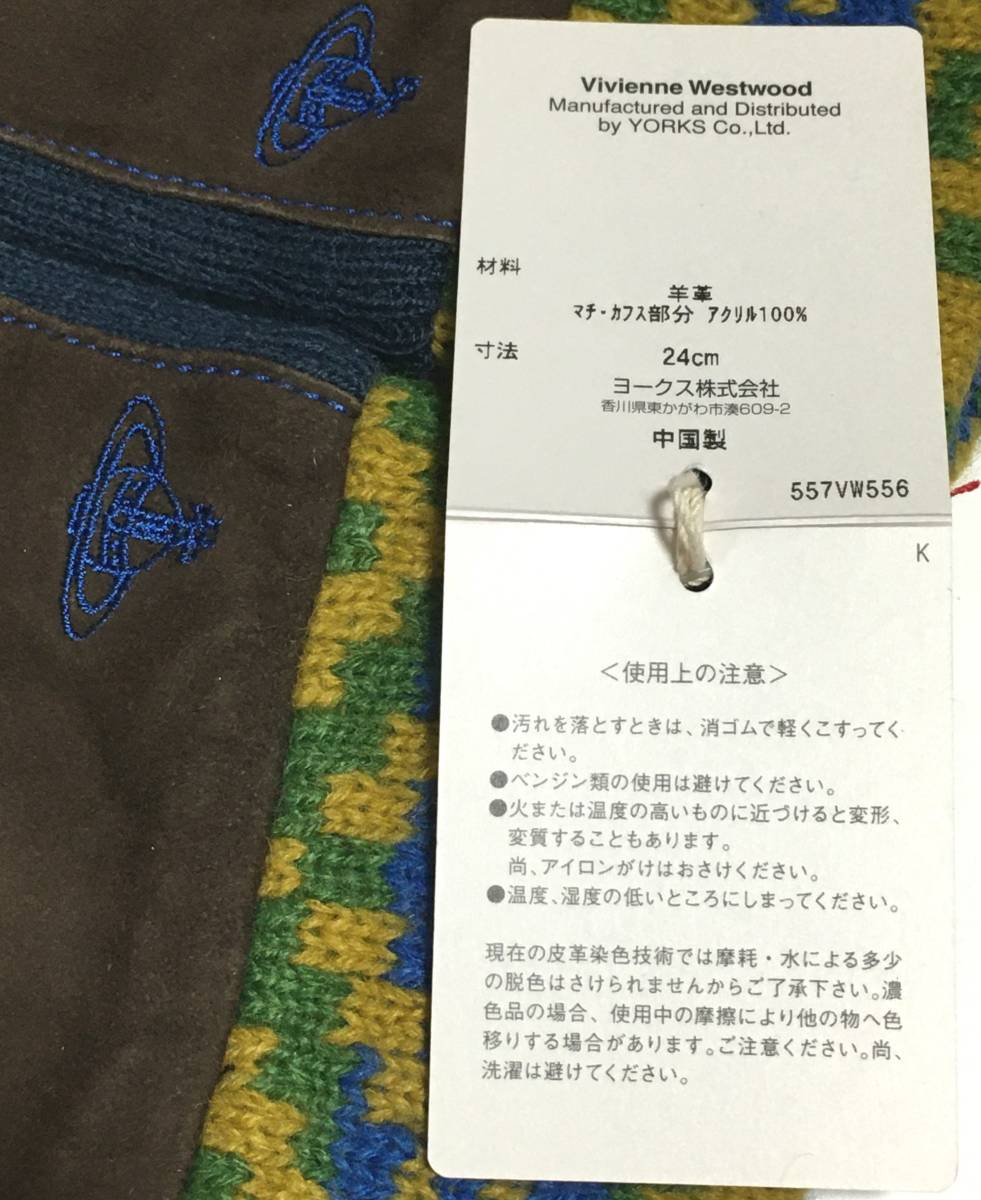 Vivienne Westwood
Manufactured and Distributed
by YORKS Co.,Ltd.
材料
羊革
マチ・カフス部分 アクリル100%
寸法
24cm
ヨークス株式会社
香川県東かがわ市湊609-2
中国製
557VW556
K
＜使用上の注意＞
●汚れを落とすときは、消ゴムで軽くこすってく
ださい。
●ベンジン類の使用は避けてください。
●火または温度の高いものに近づけると変形、
変質することもあります。
尚、アイロンがけはおさけください。
●温度、湿度の低いところにしまってください。
現在の皮革染色技術では摩耗・水による多少
の脱色はさけられませんからご了承下さい。濃
色品の場合、使用中の摩擦により他の物へ色
移りする場合があります。ご注意ください。尚、
洗濯は避けてください。